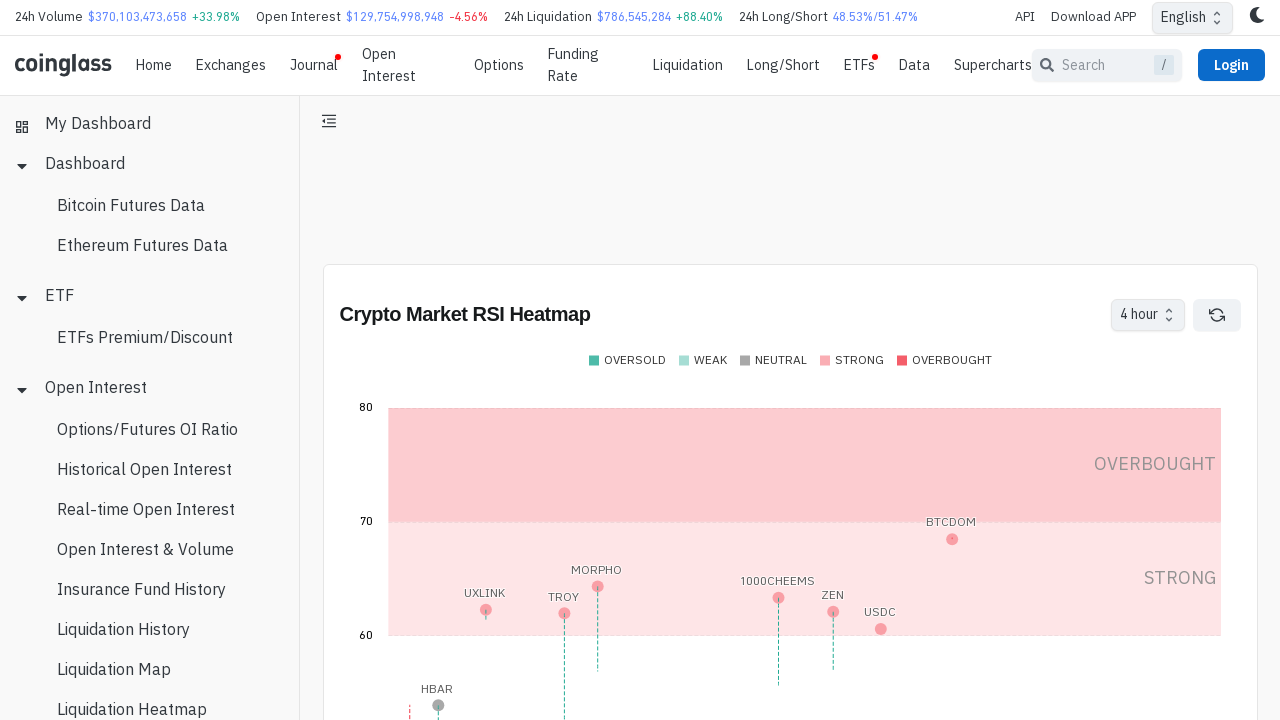 24h Volume $370,103,473,658 +33.98% Open Interest $129,754,998,948 -4.56% 24h Liquidation $786,545,284 +88.40% 24h Long/Short 48.53%/51.47% API Download APP English
coinglass Home Exchanges Journal Open Interest Options Funding Rate Liquidation Long/Short ETFs Data Supercharts Search / Login
My Dashboard
Dashboard
Bitcoin Futures Data
Ethereum Futures Data
ETF
ETFs Premium/Discount
Open Interest
Options/Futures OI Ratio
Historical Open Interest
Real-time Open Interest
Open Interest & Volume
Insurance Fund History
Liquidation History
Liquidation Map
Liquidation Heatmap
Crypto Market RSI Heatmap 4 hour
OVERSOLD WEAK NEUTRAL STRONG OVERBOUGHT
80
OVERBOUGHT
70
BTCDOM
MORPHO
STRONG
1000CHEEMS
UXLINK
ZEN
TROY
USDC
60
HBAR